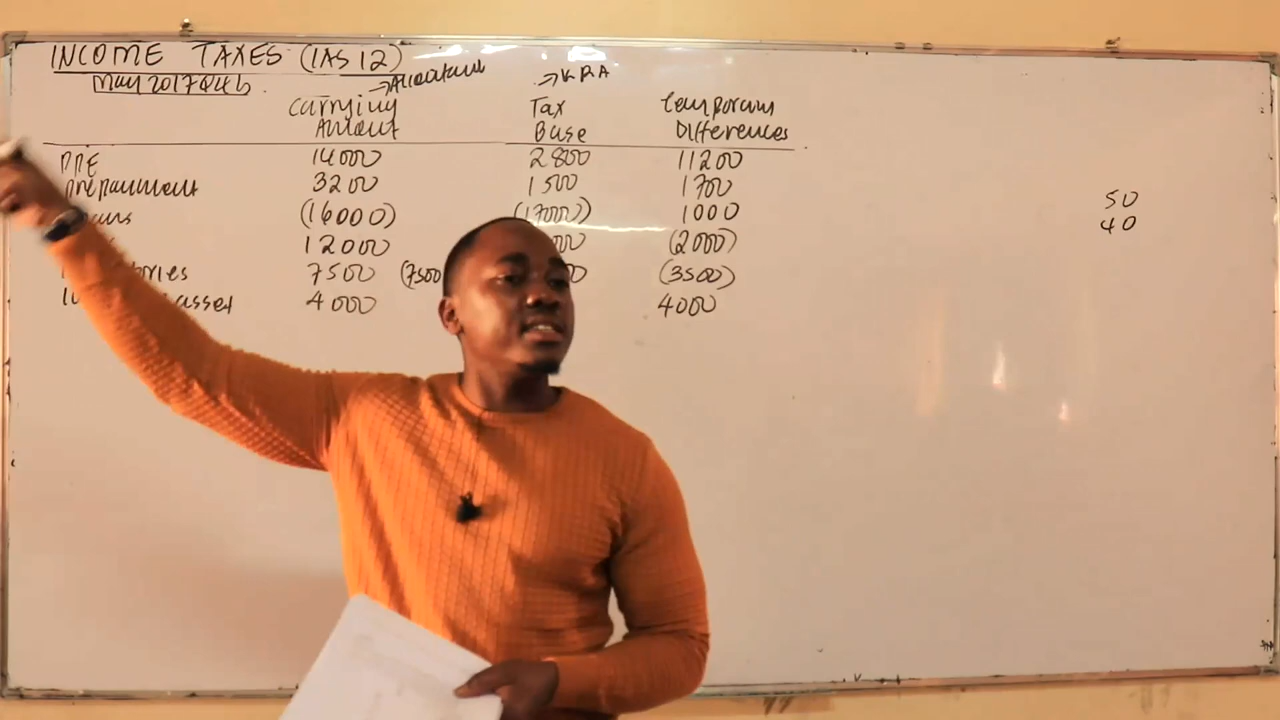 INCOME TAXES (IAS 12)
May 2017 Q4b
→KRA
Carrying Amount
Tax Base
Temporary Differences
PPE 14000 2800 11200
prepayment 3200 1500 1700
(16000) (17000) 1000
12000 (2000)
7500 (7500 (3500)
asset 4000 4000
50
40